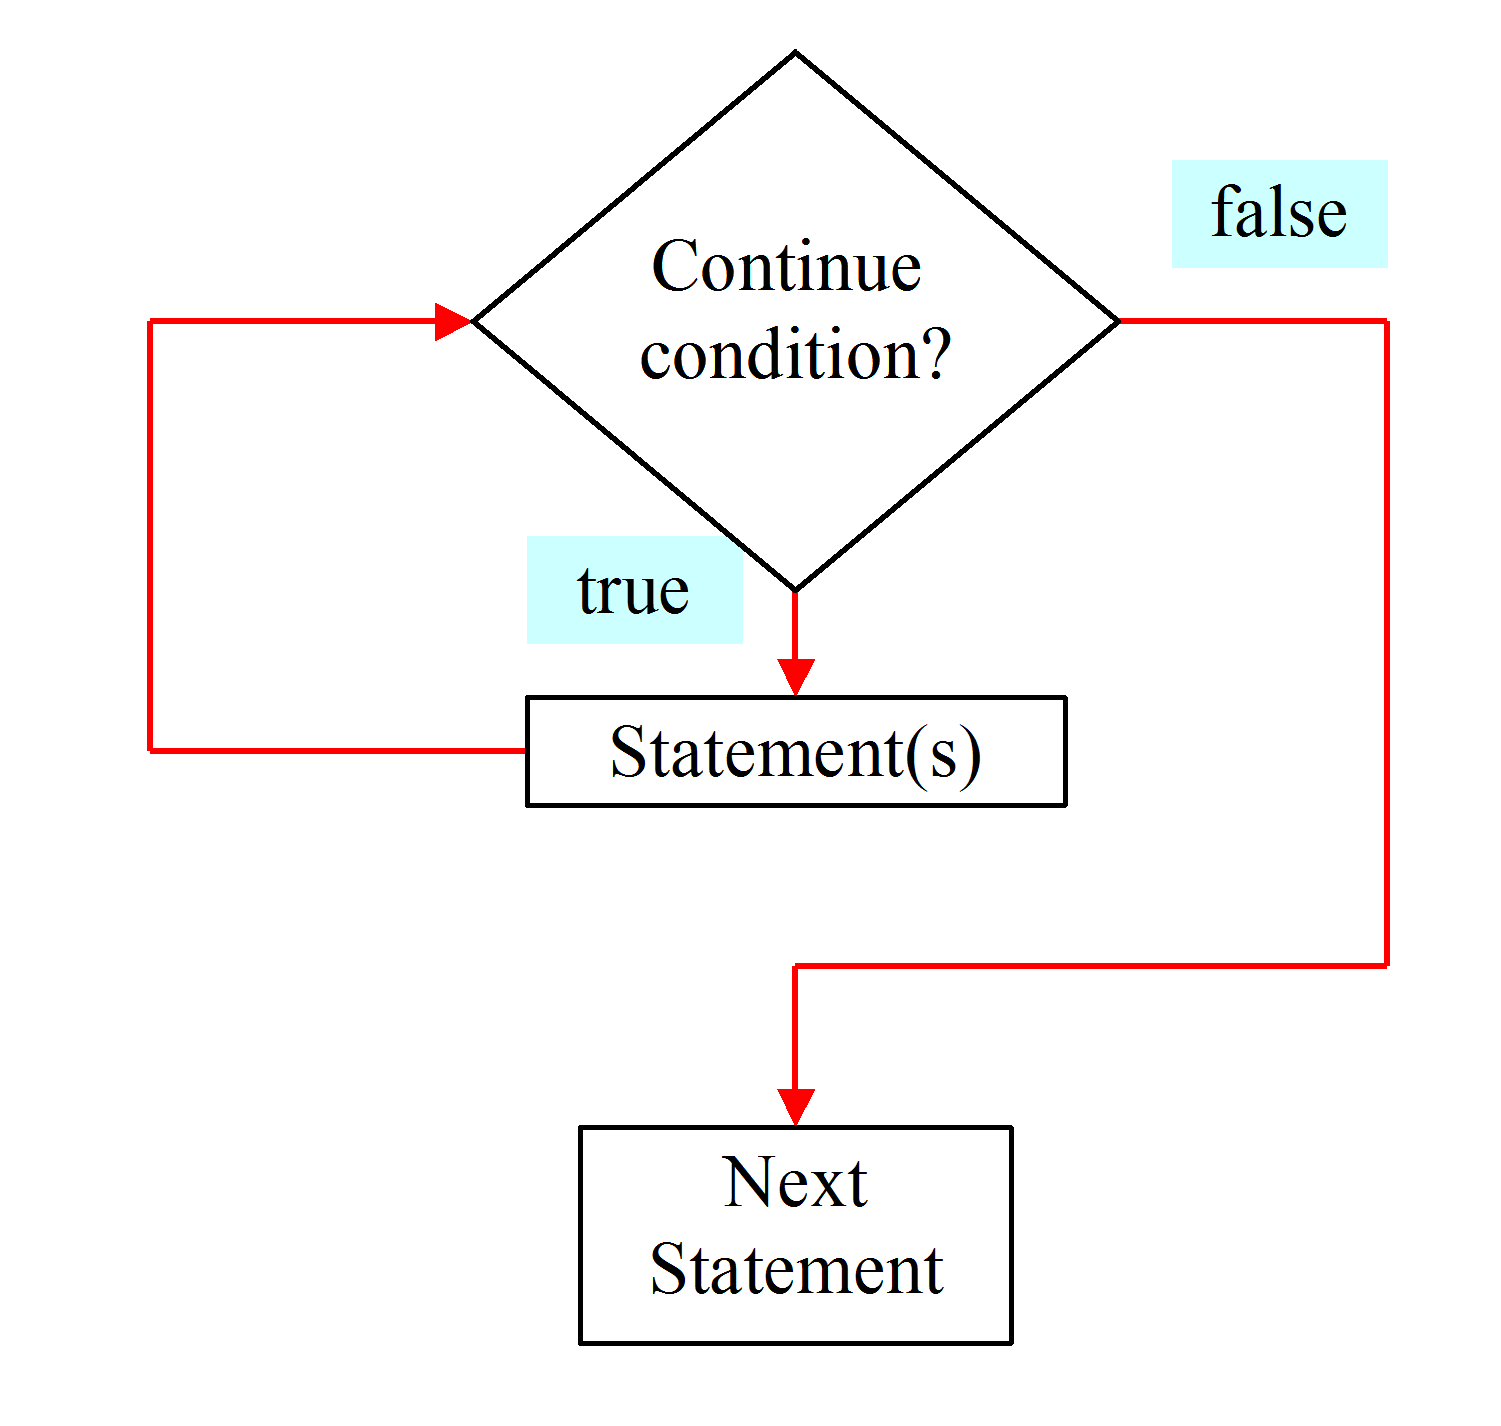 false
Continue
condition?
true
Statement(s)
Next
Statement